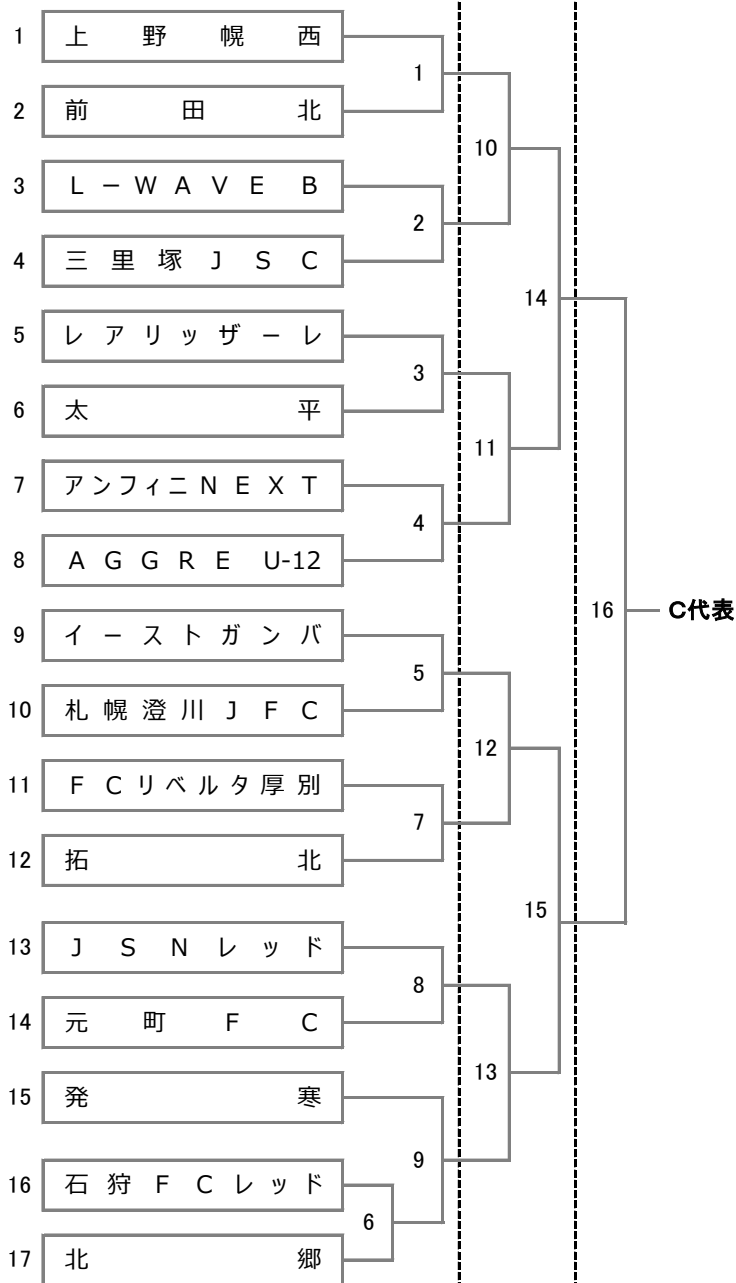 1 上野幌西
1
2 前田北
10
3 L－WAVE B
2
4 三里塚JSC
14
5 レアリッザーレ
3
6 太平
11
7 アンフィニNEXT
4
8 AGGRE U-12
16 C代表
9 イーストガンバ
5
10 札幌澄川JFC
12
11 FCリベルタ厚別
7
12 拓北
15
13 JSNレッド
8
14 元町FC
13
15 発寒
9
16 石狩FCレッド
6
17 北郷